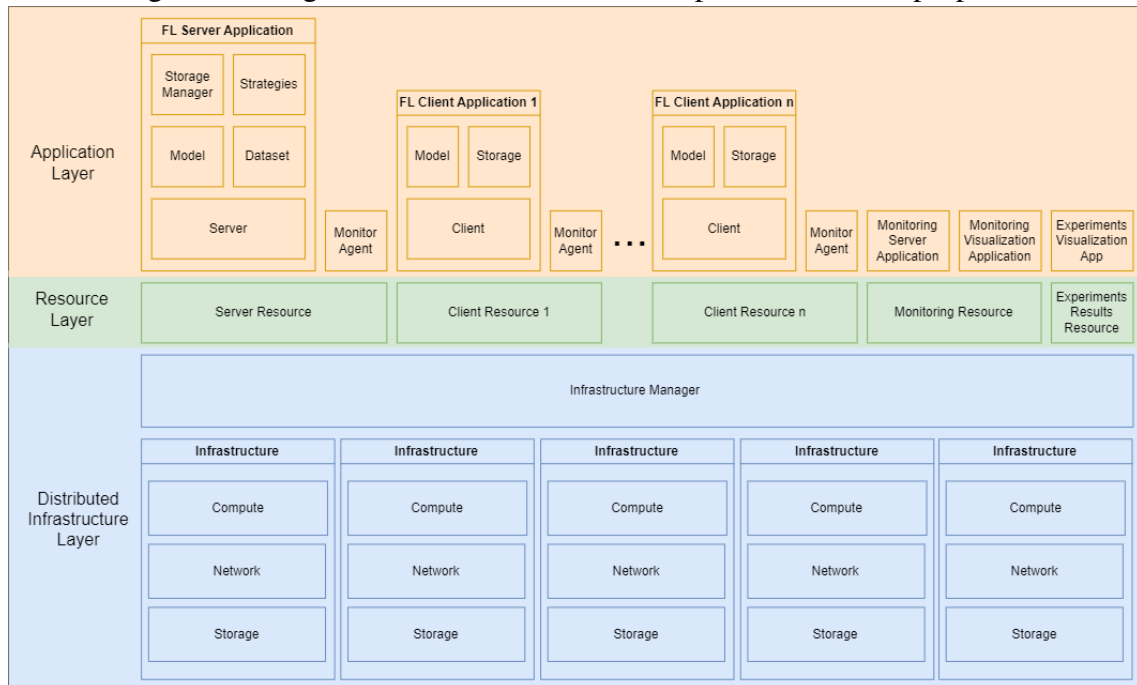 FL Server Application
Storage
Manager
Strategies
Model
Dataset
Server
Monitor
Agent
FL Client Application 1
Model
Storage
Client
Monitor
Agent
...
FL Client Application n
Model
Storage
Client
Monitor
Agent
Monitoring
Server
Application
Monitoring
Visualization
Application
Experiments
Visualization
App
Application
Layer
Resource
Layer
Server Resource
Client Resource 1
Client Resource n
Monitoring Resource
Experiments
Results
Resource
Distributed
Infrastructure
Layer
Infrastructure Manager
Infrastructure
Compute
Network
Storage
Infrastructure
Compute
Network
Storage
Infrastructure
Compute
Network
Storage
Infrastructure
Compute
Network
Storage
Infrastructure
Compute
Network
Storage